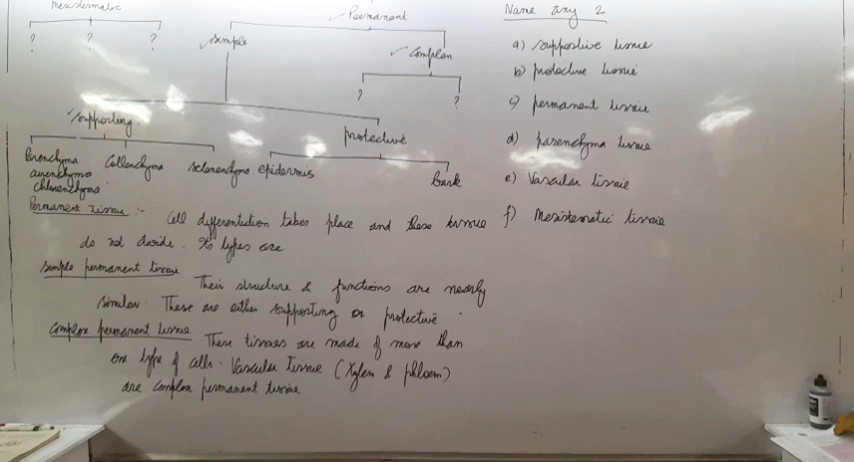 Meristematic
Permanent
? ? ?
✓ Simple
✓ Complex
? ?
✓ Supporting
Protective
Parenchyma Collenchyma Sclerenchyma epidermis
Bark
aerenchyma
chlorenchyma
Permanent tissue :- Cell differentiation takes place and these tissue
do not divide. Its types are
Simple permanent tissue
Their structure & functions are nearly
similar. These are either supporting or protective
Complex permanent tissue These tissues are made of more than
one type of cells. Vascular Tissue (Xylem & phloem)
are complex permanent tissue
Name any 2
a) supportive tissue
b) protective tissue
c) permanent tissue
d) parenchyma tissue
e) Vascular tissue
f) Meristematic tissue